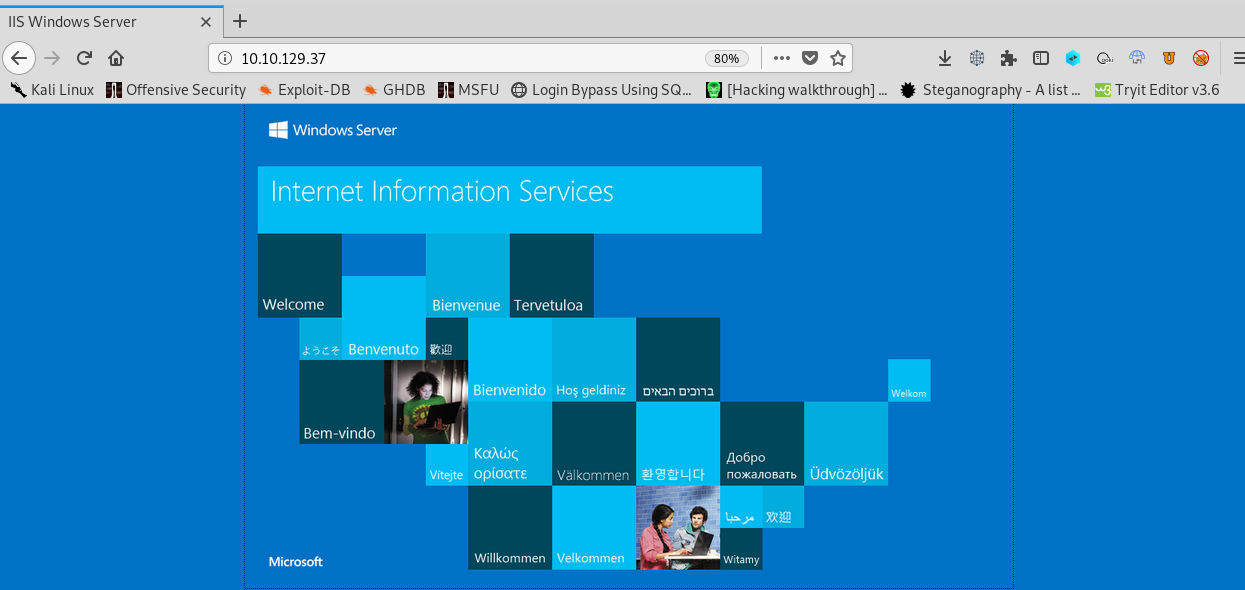 IIS Windows Server
10.10.129.37
80%
Kali Linux
Offensive Security
Exploit-DB
GHDB
MSFU
Login Bypass Using SQ...
[Hacking walkthrough] ...
Steganography - A list ...
Tryit Editor v3.6
Windows Server
Internet Information Services
Welcome
Bienvenue
Tervetuloa
ようこそ
Benvenuto
歡迎
Bienvenido
Hoş geldiniz
ברוכים הבאים
Welkom
Bem-vindo
Vítejte
Καλώς
ορίσατε
Välkommen
환영합니다
Добро
пожаловать
Üdvözöljük
مرحبا
欢迎
Willkommen
Velkommen
Witamy
Microsoft